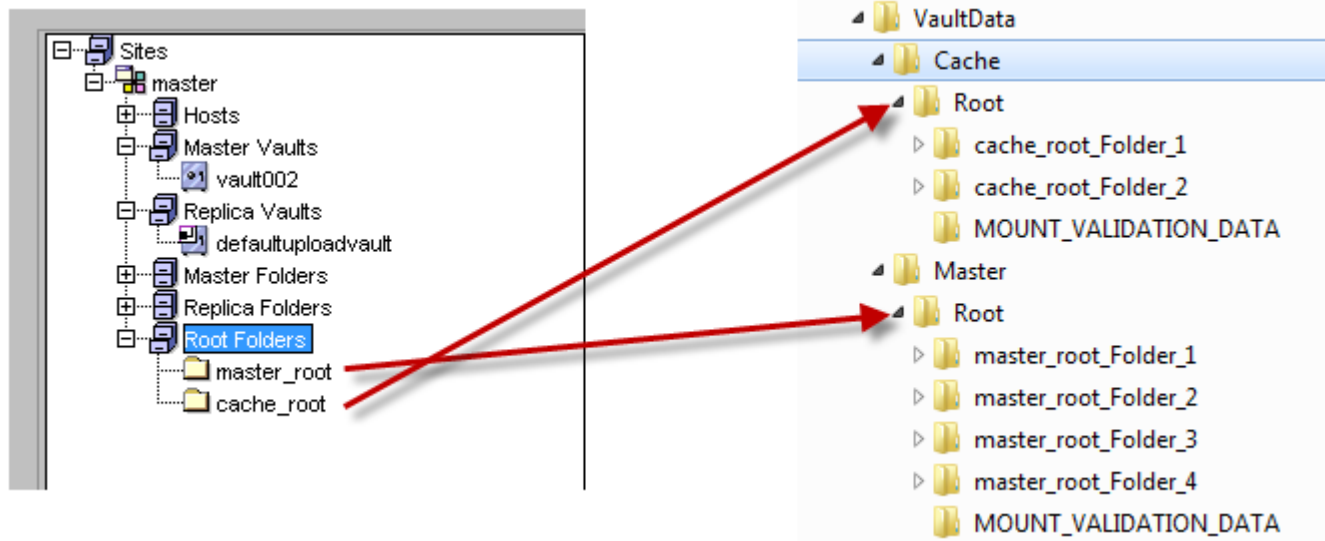 Sites
master
Hosts
Master Vaults
vault002
Replica Vaults
defaultuploadvault
Master Folders
Replica Folders
Root Folders
master_root
cache_root
VaultData
Cache
Root
cache_root_Folder_1
cache_root_Folder_2
MOUNT_VALIDATION_DATA
Master
Root
master_root_Folder_1
master_root_Folder_2
master_root_Folder_3
master_root_Folder_4
MOUNT_VALIDATION_DATA